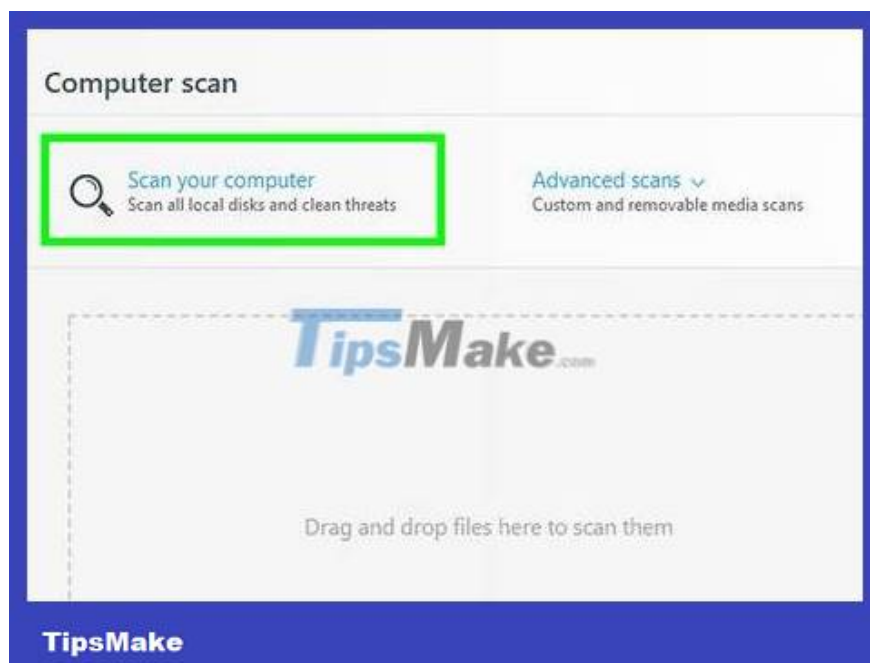 Computer scan
Scan your computer
Scan all local disks and clean threats
Advanced scans
Custom and removable media scans
TipsMake.com
Drag and drop files here to scan them
TipsMake